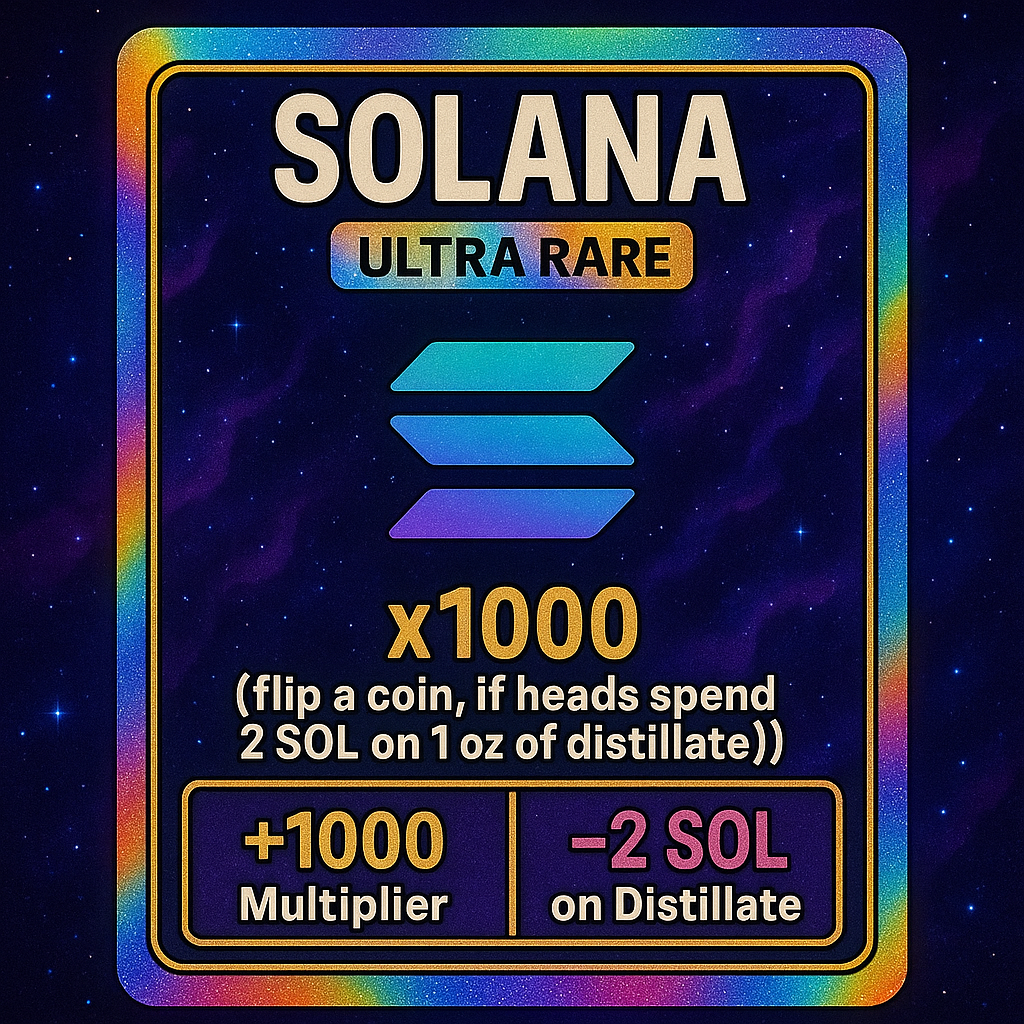 SOLANA
ULTRA RARE
x1000
(flip a coin, if heads spend
2 SOL on 1 oz of distillate))
+1000
Multiplier
–2 SOL
on Distillate